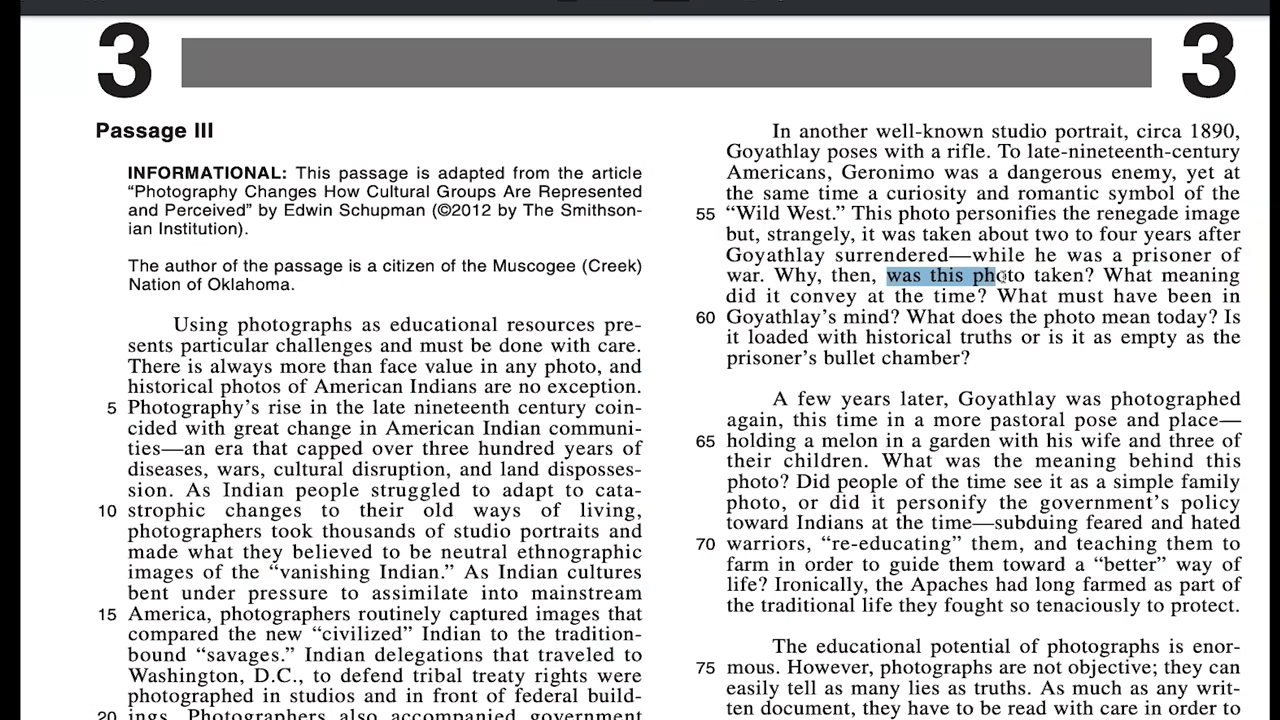 3
3
Passage III
INFORMATIONAL: This passage is adapted from the article
“Photography Changes How Cultural Groups Are Represented
and Perceived” by Edwin Schupman (©2012 by The Smithson-
ian Institution).
The author of the passage is a citizen of the Muscogee (Creek)
Nation of Oklahoma.
Using photographs as educational resources pre-
sents particular challenges and must be done with care.
There is always more than face value in any photo, and
historical photos of American Indians are no exception.
5 Photography’s rise in the late nineteenth century coin-
cided with great change in American Indian communi-
ties—an era that capped over three hundred years of
diseases, wars, cultural disruption, and land disposses-
sion. As Indian people struggled to adapt to cata-
10 strophic changes to their old ways of living,
photographers took thousands of studio portraits and
made what they believed to be neutral ethnographic
images of the “vanishing Indian.” As Indian cultures
bent under pressure to assimilate into mainstream
15 America, photographers routinely captured images that
compared the new “civilized” Indian to the tradition-
bound “savages.” Indian delegations that traveled to
Washington, D.C., to defend tribal treaty rights were
photographed in studios and in front of federal build-
20 ings. Photographers also accompanied government
In another well-known studio portrait, circa 1890,
Goyathlay poses with a rifle. To late-nineteenth-century
Americans, Geronimo was a dangerous enemy, yet at
the same time a curiosity and romantic symbol of the
55 “Wild West.” This photo personifies the renegade image
but, strangely, it was taken about two to four years after
Goyathlay surrendered—while he was a prisoner of
war. Why, then, was this photo taken? What meaning
did it convey at the time? What must have been in
60 Goyathlay’s mind? What does the photo mean today? Is
it loaded with historical truths or is it as empty as the
prisoner’s bullet chamber?
A few years later, Goyathlay was photographed
again, this time in a more pastoral pose and place—
65 holding a melon in a garden with his wife and three of
their children. What was the meaning behind this
photo? Did people of the time see it as a simple family
photo, or did it personify the government’s policy
toward Indians at the time—subduing feared and hated
70 warriors, “re-educating” them, and teaching them to
farm in order to guide them toward a “better” way of
life? Ironically, the Apaches had long farmed as part of
the traditional life they fought so tenaciously to protect.
The educational potential of photographs is enor-
75 mous. However, photographs are not objective; they can
easily tell as many lies as truths. As much as any writ-
ten document, they have to be read with care in order to